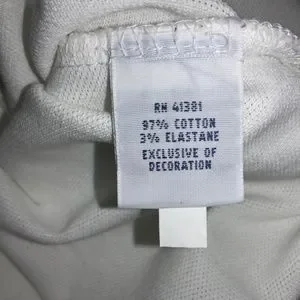 RN 41381
97% COTTON
3% ELASTANE
EXCLUSIVE OF
DECORATION